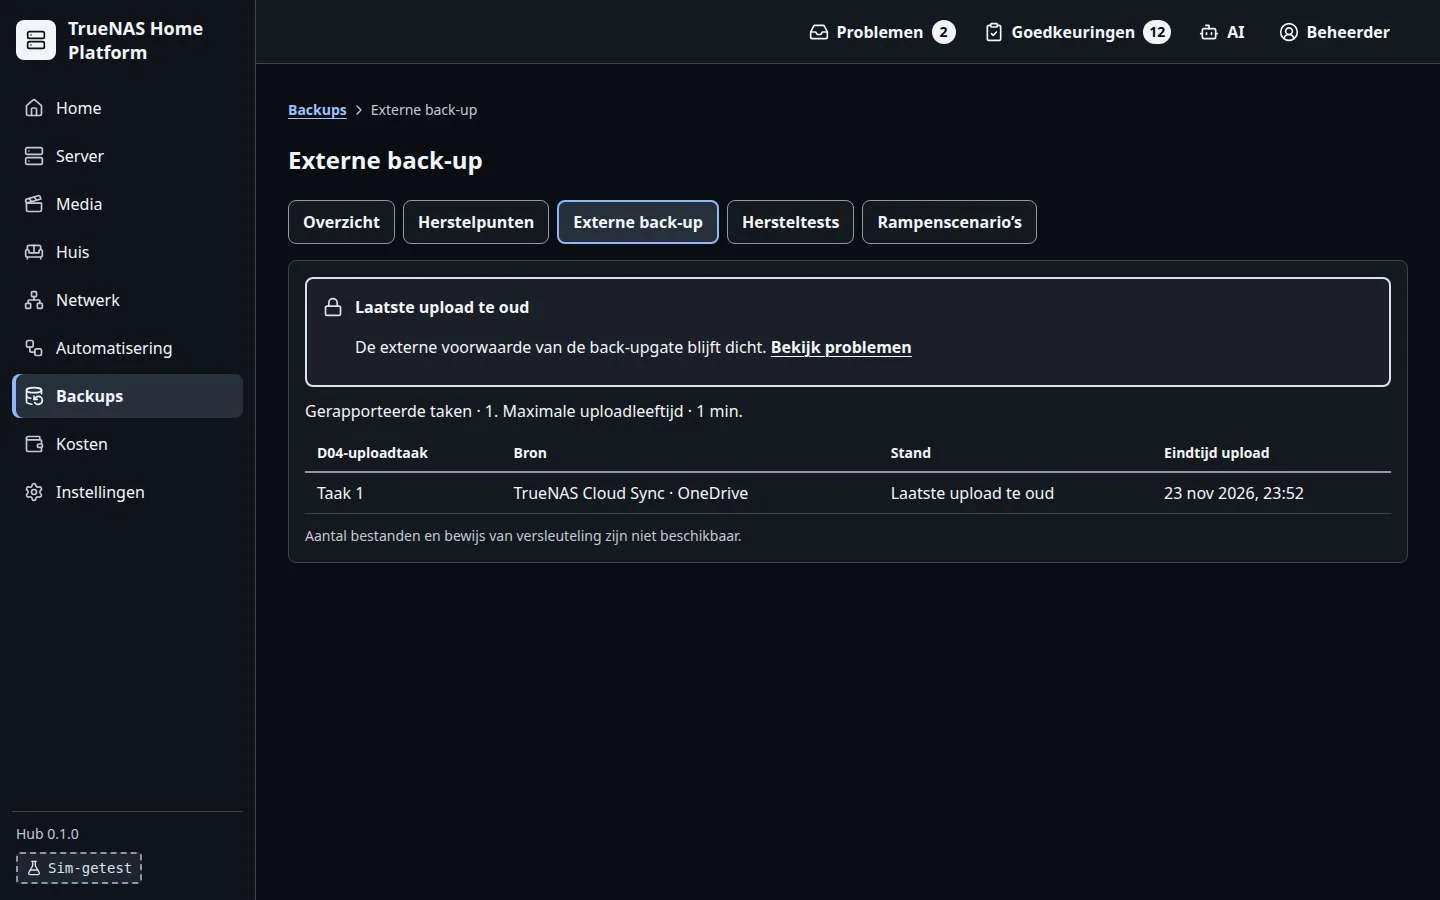 TrueNAS Home
Platform
Problemen 2
Goedkeuringen 12
AI
Beheerder
Home
Server
Media
Huis
Netwerk
Automatisering
Backups
Kosten
Instellingen
Hub 0.1.0
Sim-getest
Backups > Externe back-up
Externe back-up
Overzicht
Herstelpunten
Externe back-up
Hersteltests
Rampenscenario’s
Laatste upload te oud
De externe voorwaarde van de back-upgate blijft dicht. Bekijk problemen
Gerapporteerde taken · 1. Maximale uploadleeftijd · 1 min.
D04-uploadtaak Bron Stand Eindtijd upload
Taak 1 TrueNAS Cloud Sync · OneDrive Laatste upload te oud 23 nov 2026, 23:52
Aantal bestanden en bewijs van versleuteling zijn niet beschikbaar.